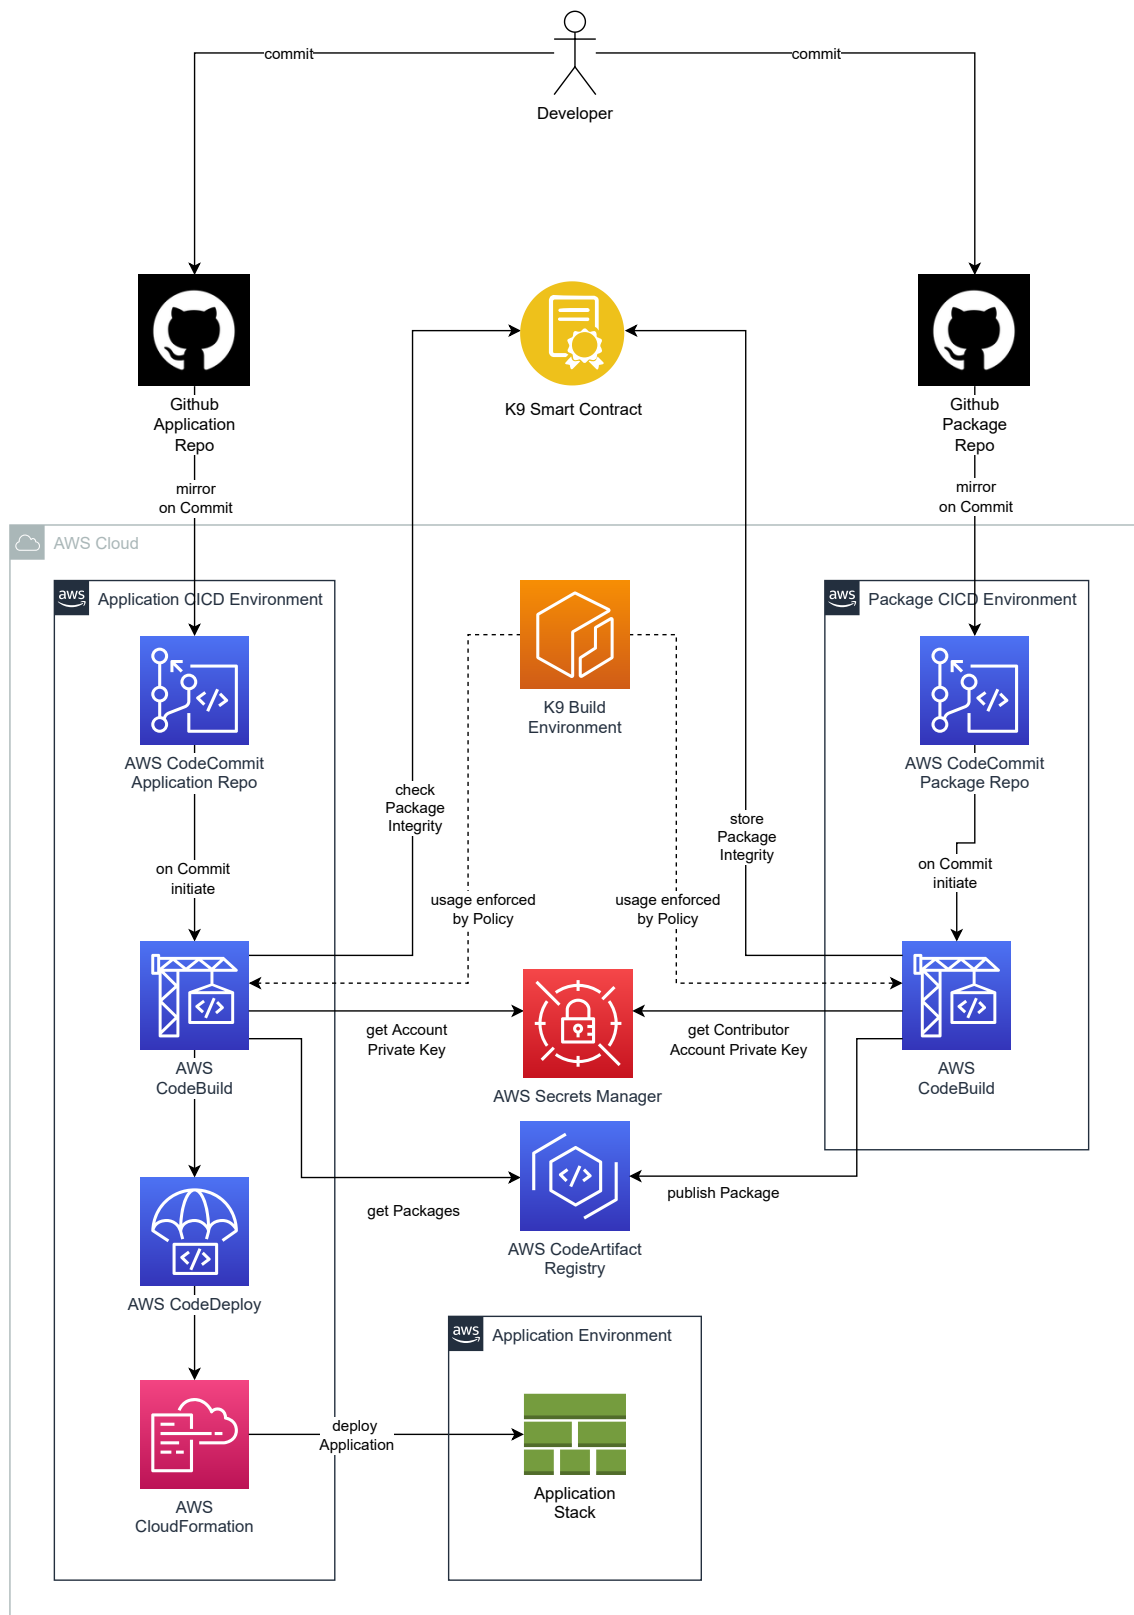 commit
commit
Developer
Github
Application
Repo
K9 Smart Contract
Github
Package
Repo
mirror
on Commit
mirror
on Commit
AWS Cloud
aws
Application CICD Environment
aws
Package CICD Environment
AWS CodeCommit
Application Repo
K9 Build
Environment
AWS CodeCommit
Package Repo
check
Package
Integrity
store
Package
Integrity
on Commit
initiate
on Commit
initiate
usage enforced
by Policy
usage enforced
by Policy
get Account
Private Key
get Contributor
Account Private Key
AWS
CodeBuild
AWS Secrets Manager
AWS
CodeBuild
get Packages
publish Package
AWS CodeArtifact
Registry
AWS CodeDeploy
aws
Application Environment
deploy
Application
Application
Stack
AWS
CloudFormation